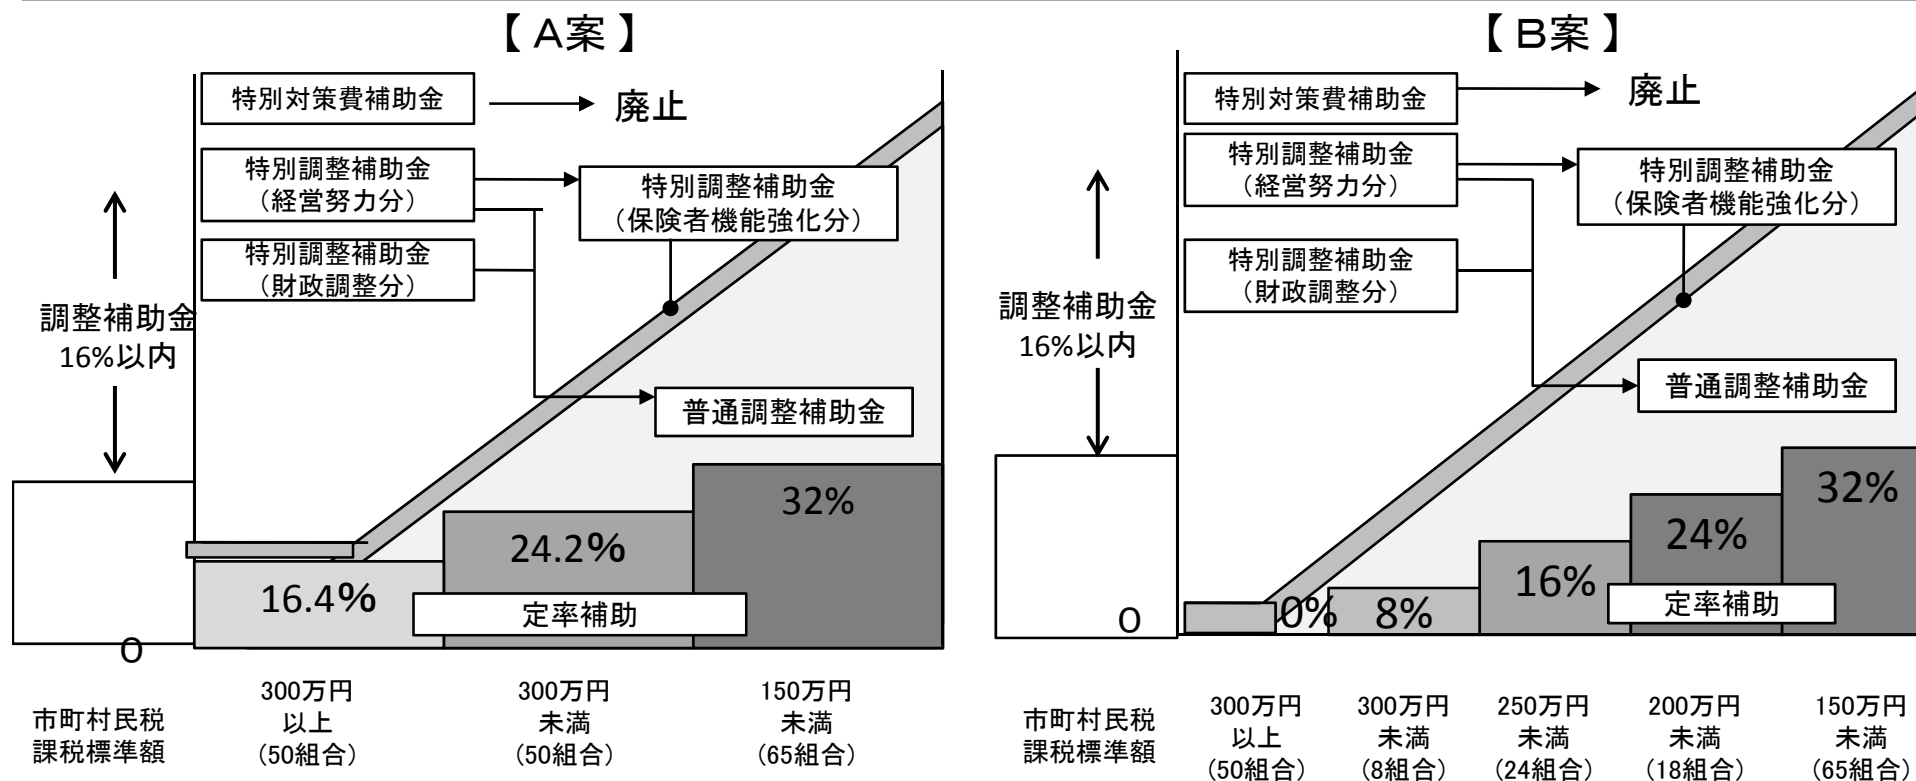 【 A案 】
特別対策費補助金
廃止
特別調整補助金
（経営努力分）
特別調整補助金
（保険者機能強化分）
特別調整補助金
（財政調整分）
調整補助金
16%以内
普通調整補助金
32%
24.2%
16.4%
定率補助
0
市町村民税
課税標準額
300万円
以上
(50組合)
300万円
未満
(50組合)
150万円
未満
(65組合)
【 B案 】
特別対策費補助金
廃止
特別調整補助金
（経営努力分）
特別調整補助金
（保険者機能強化分）
特別調整補助金
（財政調整分）
調整補助金
16%以内
普通調整補助金
32%
24%
16%
8%
0%
定率補助
0
市町村民税
課税標準額
300万円
以上
(50組合)
300万円
未満
(8組合)
250万円
未満
(24組合)
200万円
未満
(18組合)
150万円
未満
(65組合)